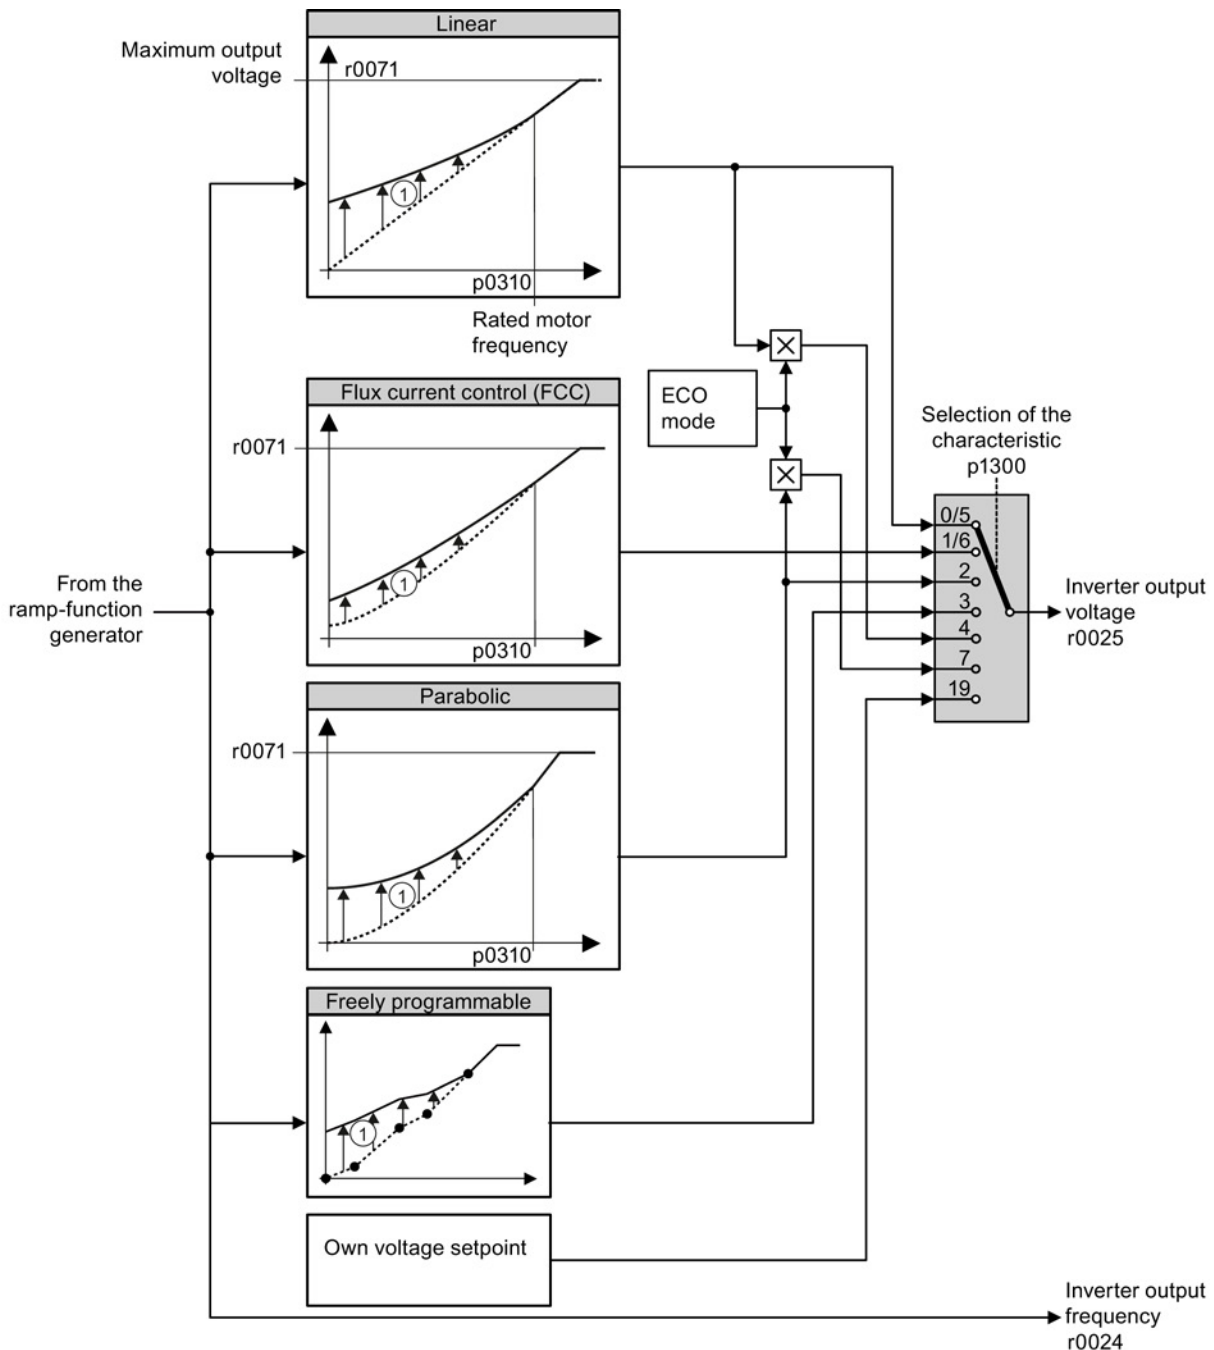 Linear
Maximum output
voltage
r0071
1
p0310
Rated motor
frequency
Flux current control (FCC)
r0071
1
p0310
ECO
mode
Selection of the
characteristic
p1300
0/5
1/6
2
3
4
7
19
Inverter output
voltage
r0025
From the
ramp-function
generator
Parabolic
r0071
1
p0310
Freely programmable
1
Own voltage setpoint
Inverter output
frequency
r0024